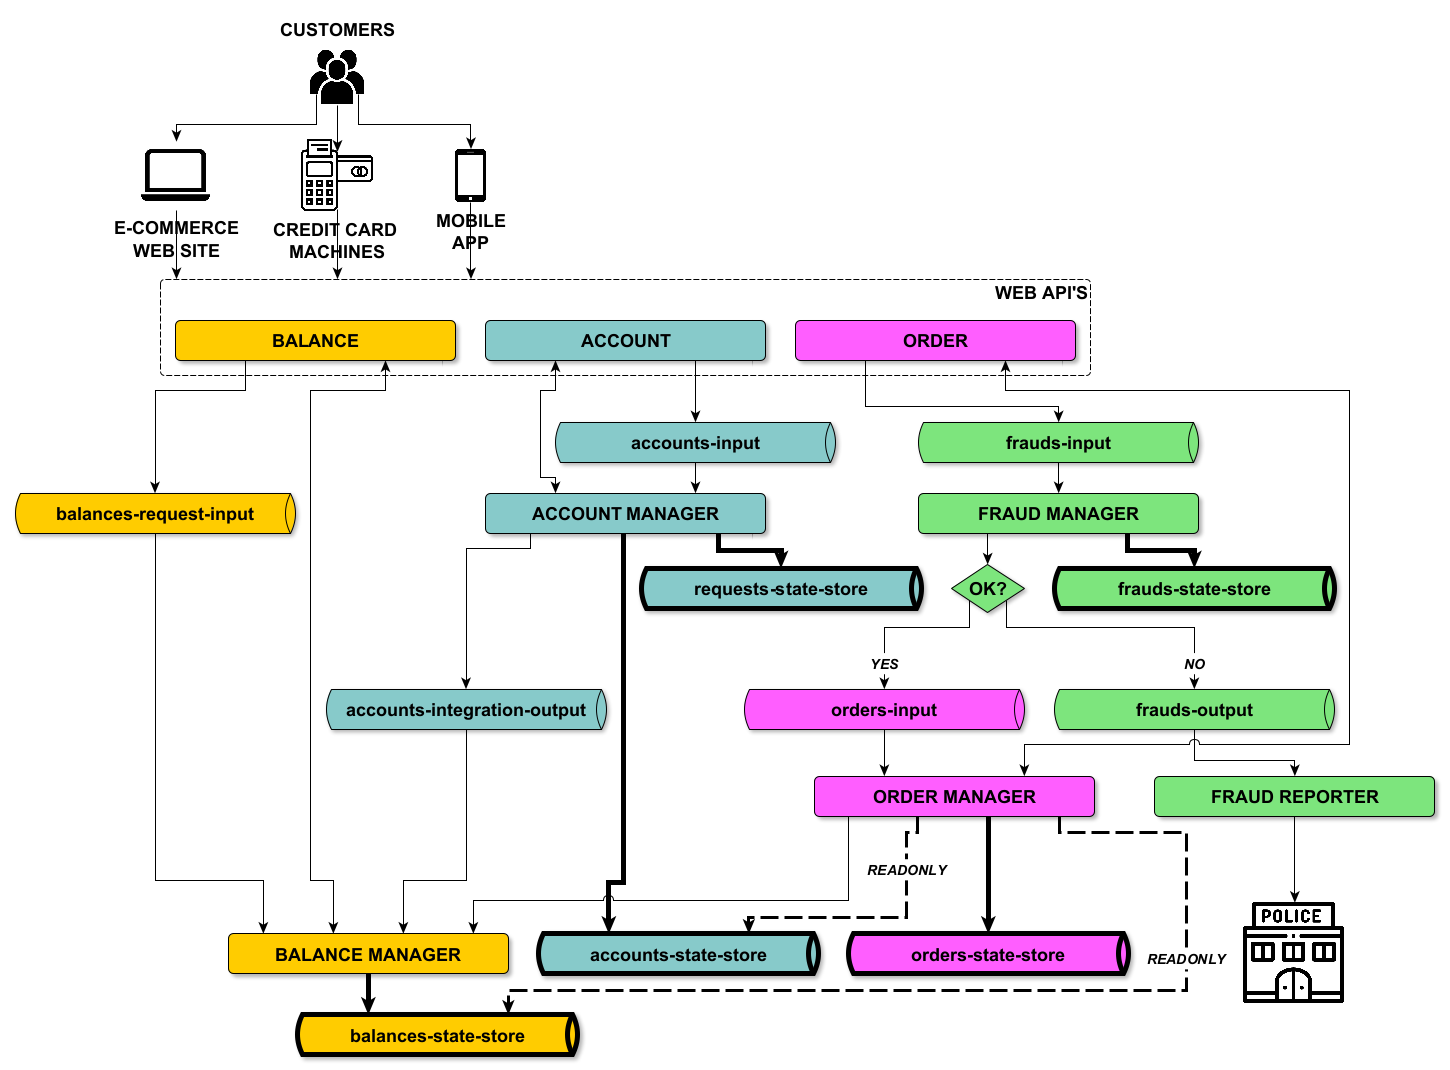 CUSTOMERS
E-COMMERCE
WEB SITE
CREDIT CARD
MACHINES
MOBILE
APP
WEB API'S
BALANCE
ACCOUNT
ORDER
accounts-input
frauds-input
balances-request-input
ACCOUNT MANAGER
FRAUD MANAGER
requests-state-store
OK?
frauds-state-store
YES
NO
accounts-integration-output
orders-input
frauds-output
ORDER MANAGER
FRAUD REPORTER
READONLY
POLICE
BALANCE MANAGER
accounts-state-store
orders-state-store
READONLY
balances-state-store